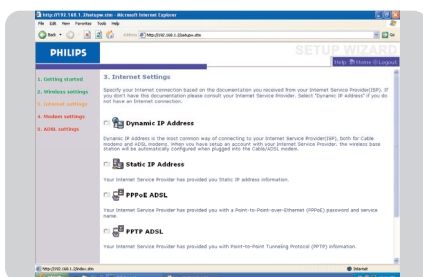 http://192.168.1.2/setupw.stm - Microsoft Internet Explorer
File Edit View Favorites Tools Help
Back
Address http://192.168.1.2/setupw.stm
Go
PHILIPS
SETUP WIZARD
Help Home Logout
1. Getting started
2. Wireless settings
3. Internet settings
4. Modem settings
5. ADSL settings
3. Internet Settings
Specify your Internet connection based on the documentation you received from your Internet Service Provider(ISP). If
you don't have this documentation please consult your Internet Service Provider. Select "Dynamic IP Address" if you do
not have an Internet connection.
Dynamic IP Address
Dynamic IP Address is the most common way of connecting to your Internet Service Provider(ISP), both for Cable
modems and ADSL modems. When you have setup an account with your Internet Service Provider, the wireless base
station will be automatically configured when plugged into the Cable/ADSL modem.
Static IP Address
Your Internet Service Provider has provided you Static IP address information.
PPPoE ADSL
Your Internet Service Provider has provided you with a Point-to-Point-over-Ethernet (PPPoE) password and service
name.
PPTP ADSL
Your Internet Service Provider has provided you with Point-to-Point Tunneling Protocol (PPTP) information.
http://192.168.1.2/index.stm
Internet